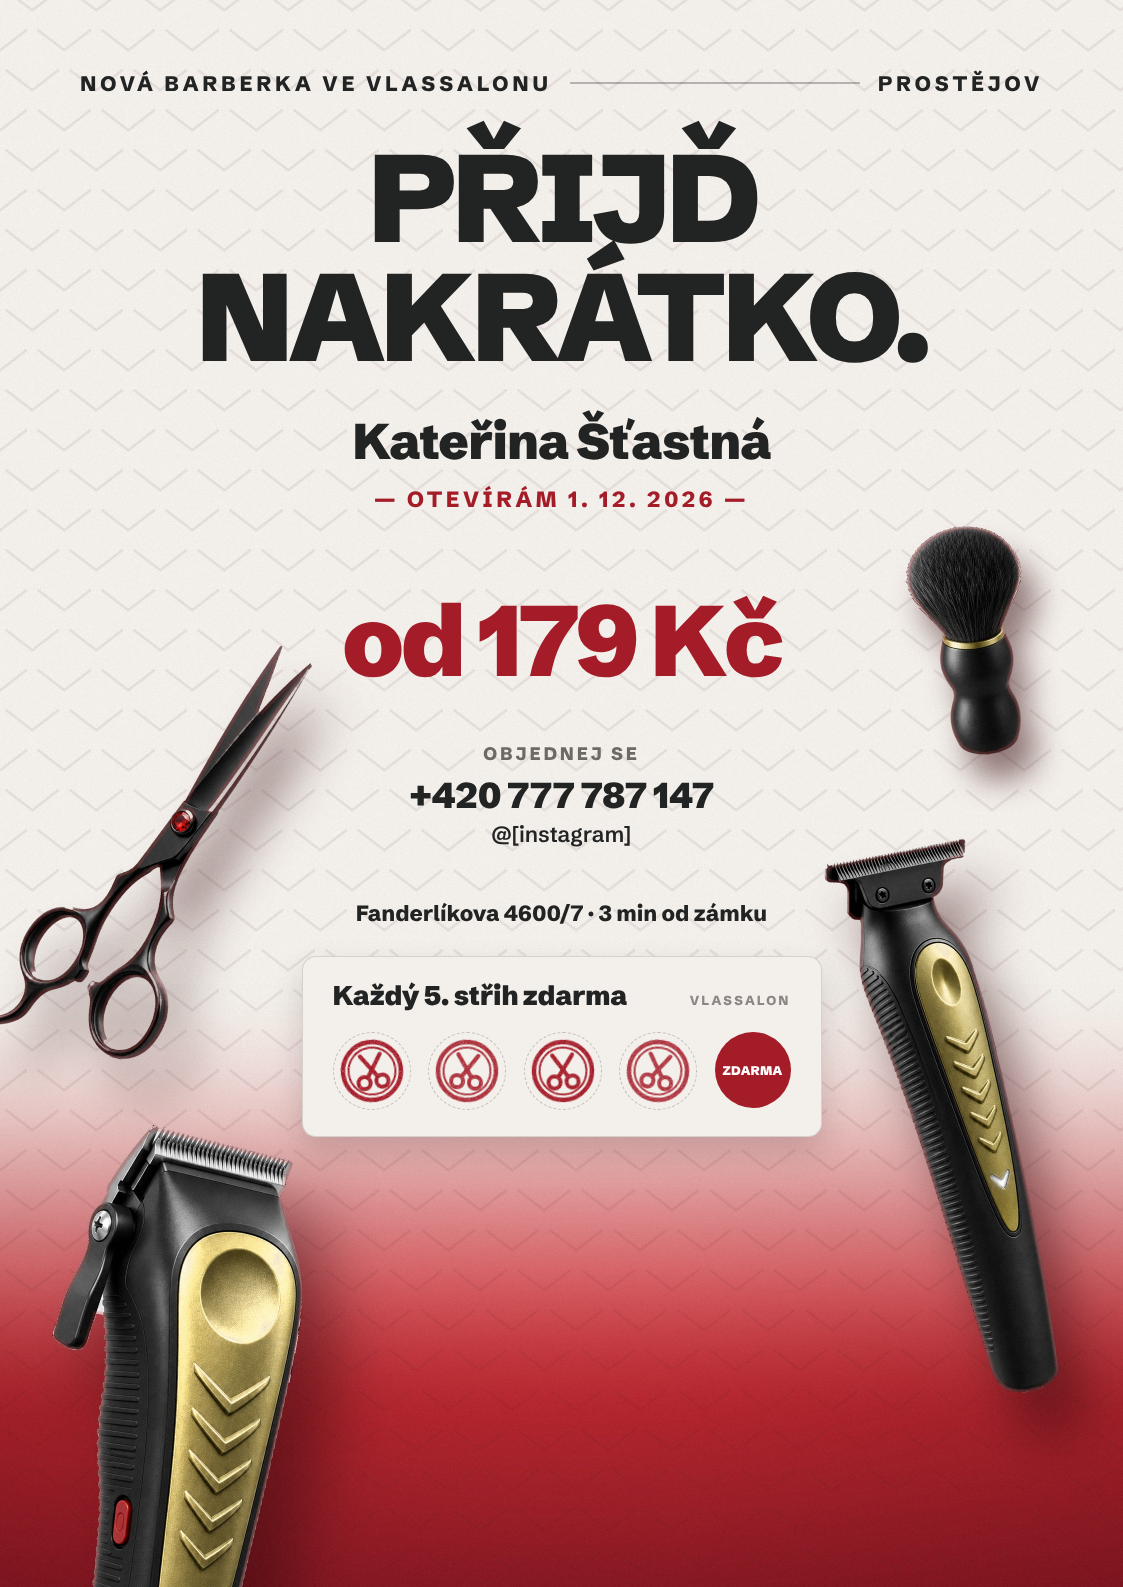 NOVÁ BARBERKA VE VLASSALONU PROSTĚJOV
PŘIJĎ
NAKRÁTKO.
Kateřina Šťastná
— OTEVÍRÁM 1. 12. 2026 —
od 179 Kč
OBJEDNEJ SE
+420 777 787 147
@[instagram]
Fanderlíkova 4600/7 · 3 min od zámku
Každý 5. střih zdarma VLASSALON
ZDARMA